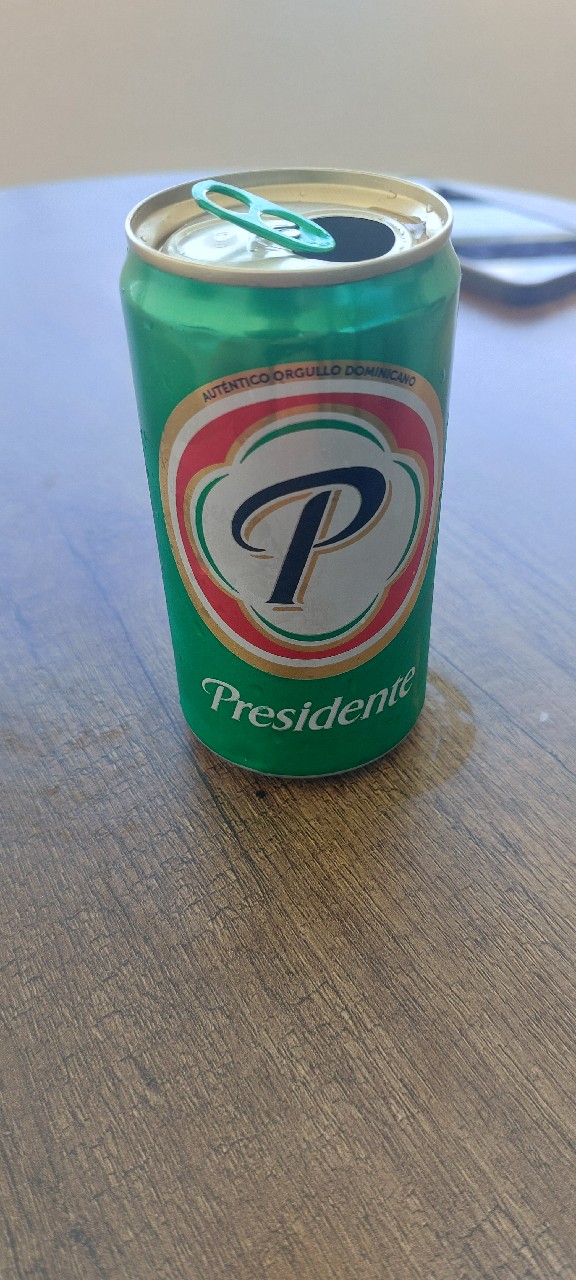 AUTÉNTICO ORGULLO DOMINICANO
P
Presidente